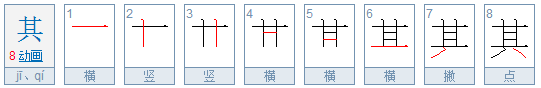 其 1 2 3 4 5 6 7 8
8 动画
jī、qí 横 竖 竖 横 横 横 撇 点